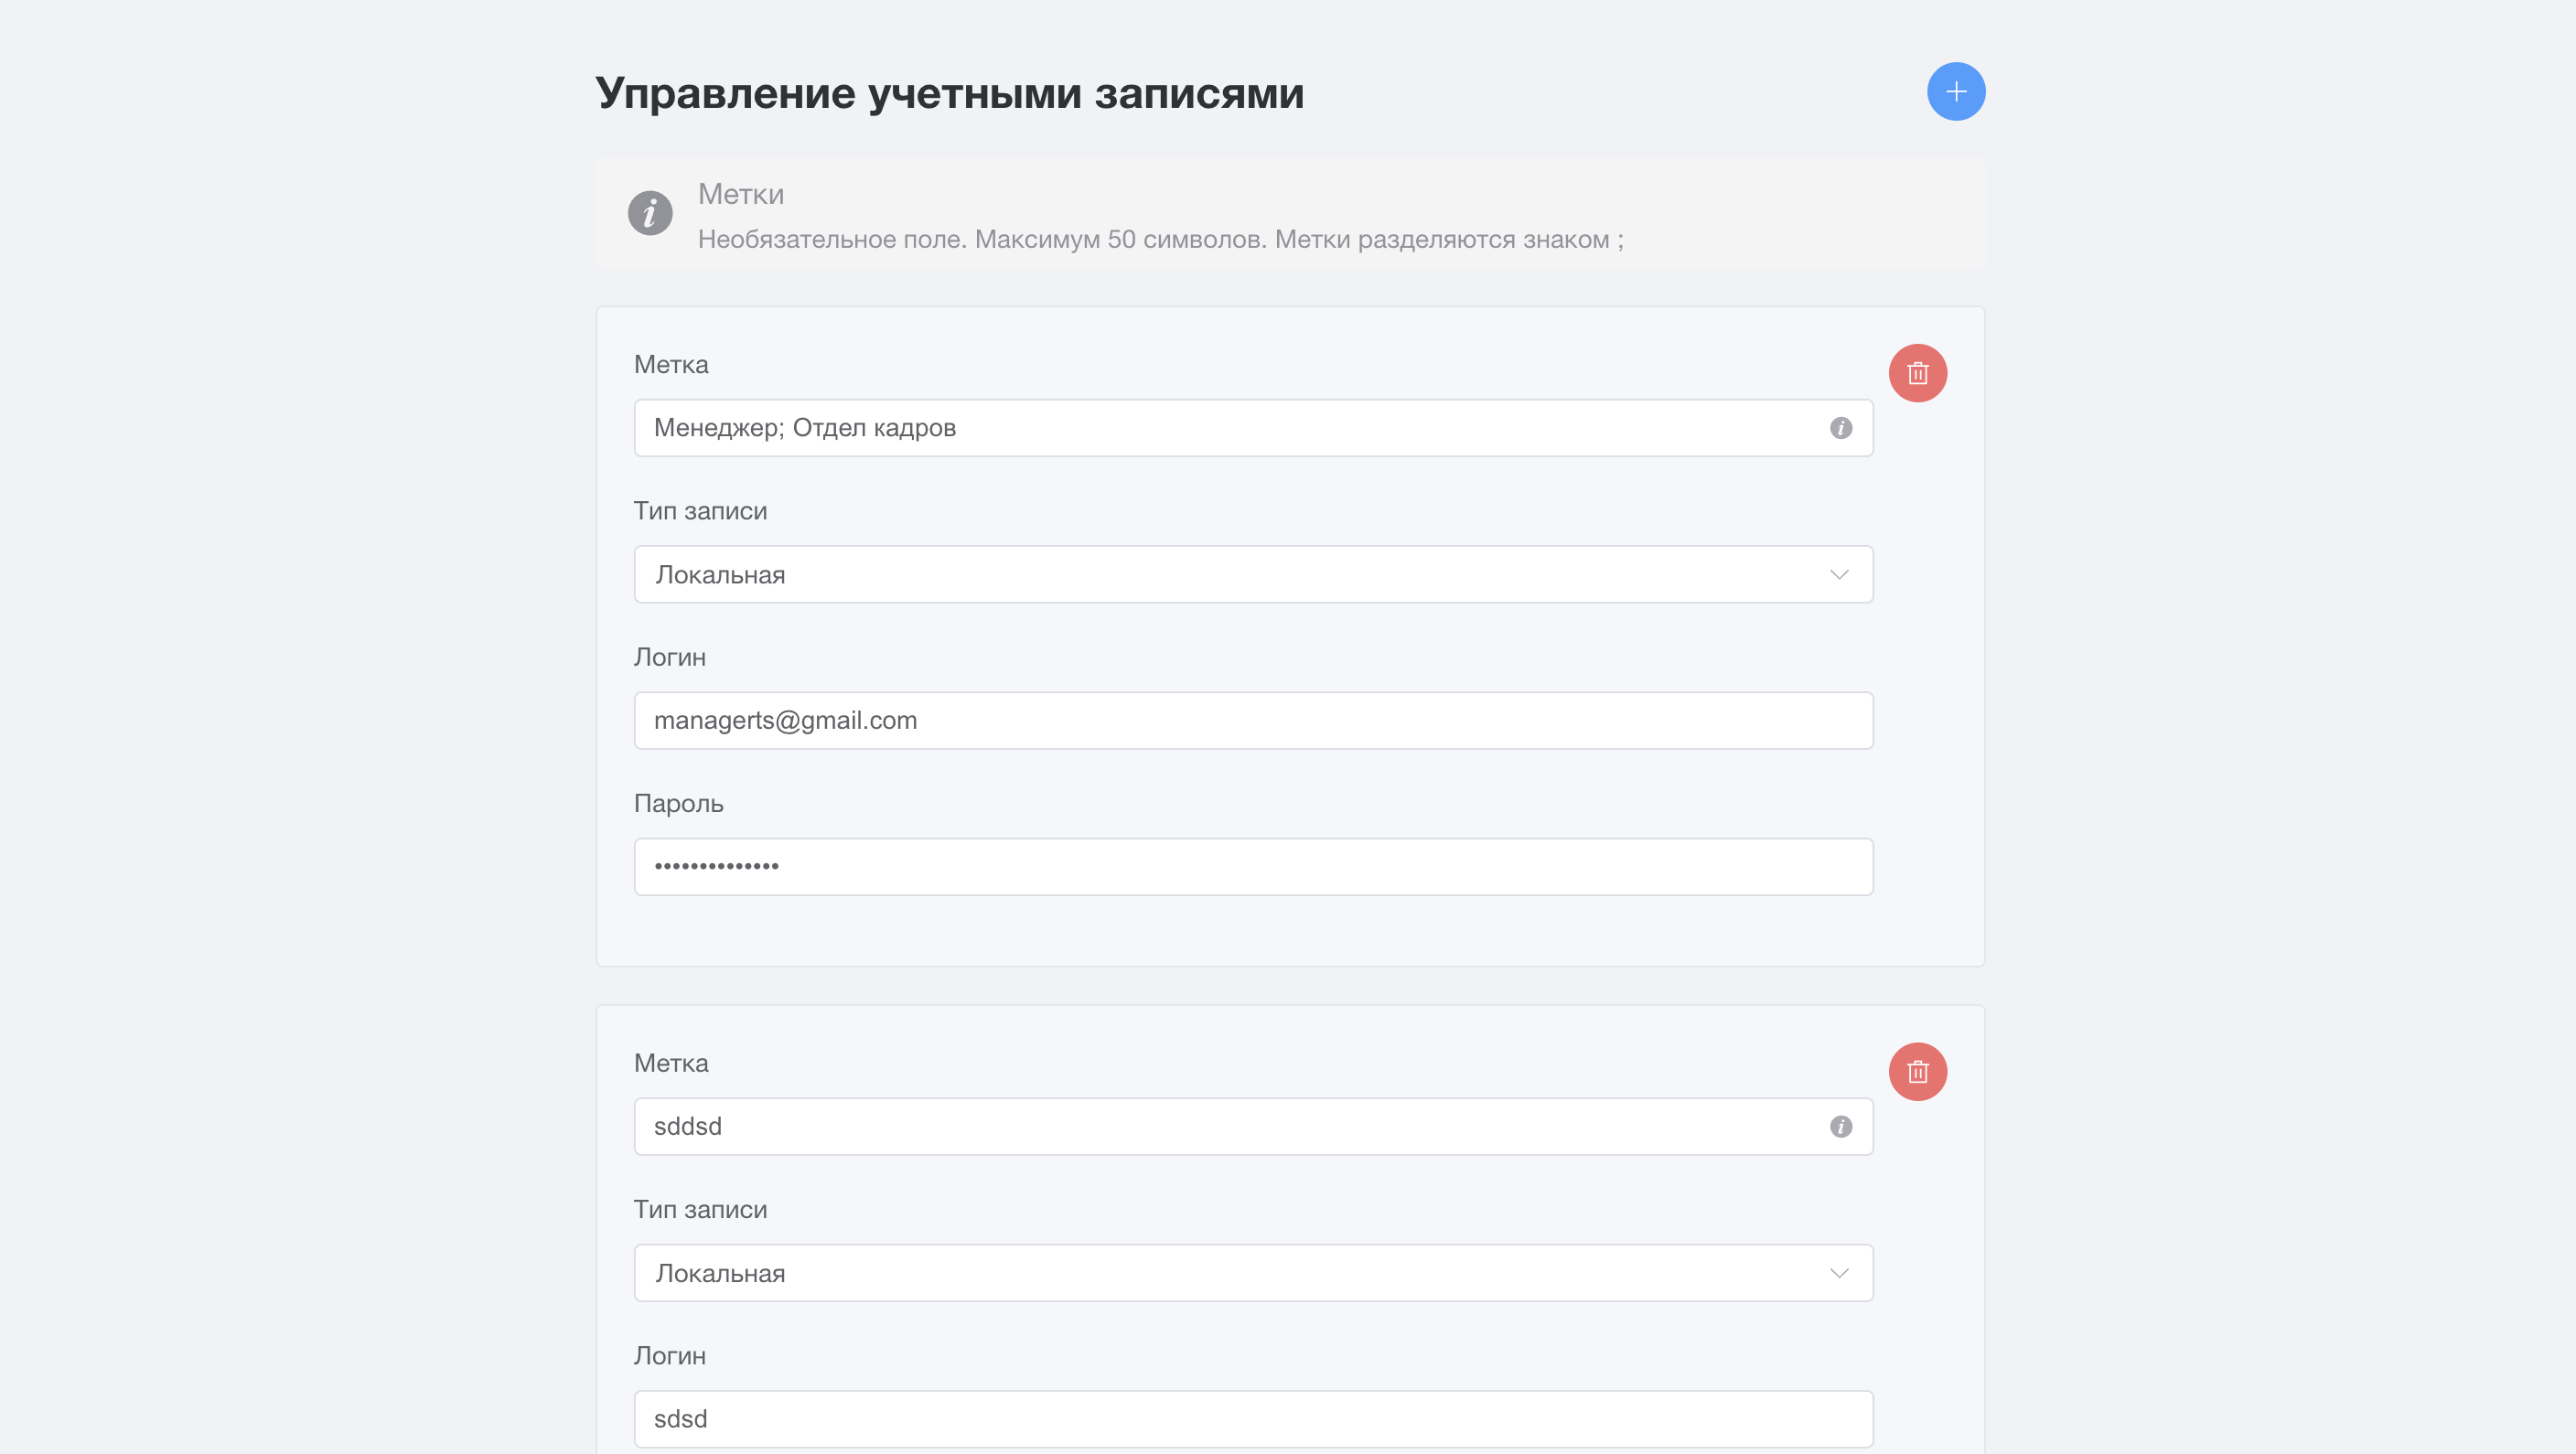 Управление учетными записями
Метки
Необязательное поле. Максимум 50 символов. Метки разделяются знаком ;
Метка
Менеджер; Отдел кадров
Тип записи
Локальная
Логин
managerts@gmail.com
Пароль
••••••••••••••
Метка
sddsd
Тип записи
Локальная
Логин
sdsd